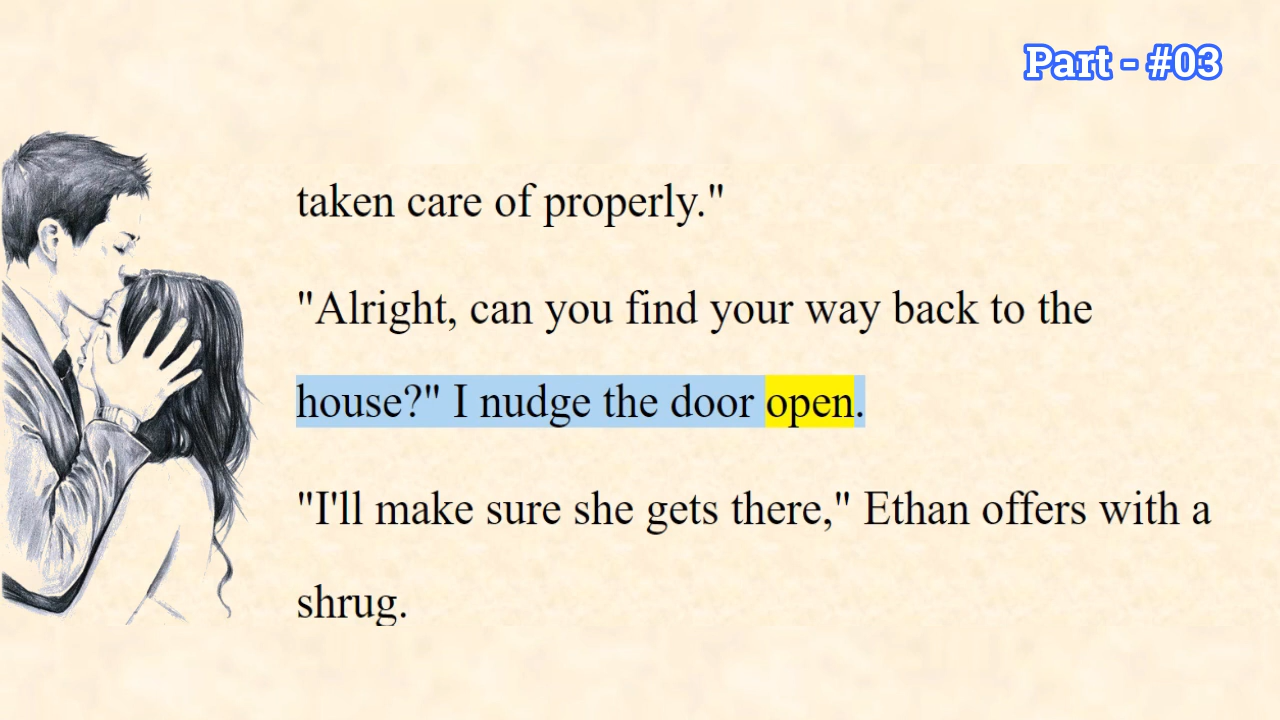 Part - #03
taken care of properly."
"Alright, can you find your way back to the
house?" I nudge the door open.
"I'll make sure she gets there," Ethan offers with a
shrug.